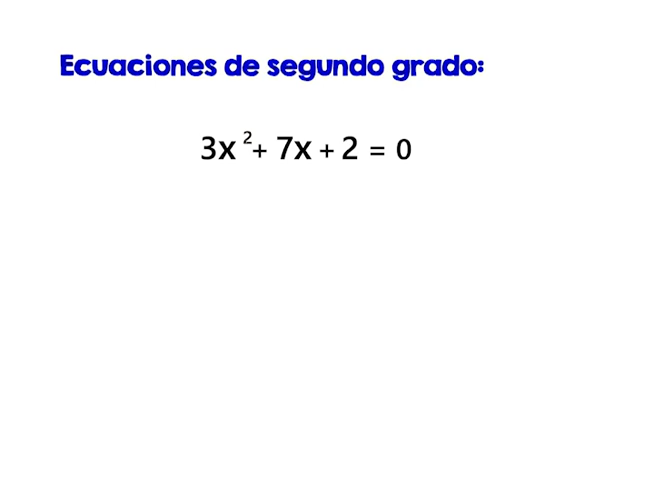 Ecuaciones de segundo grado:
3x² + 7x + 2 = 0